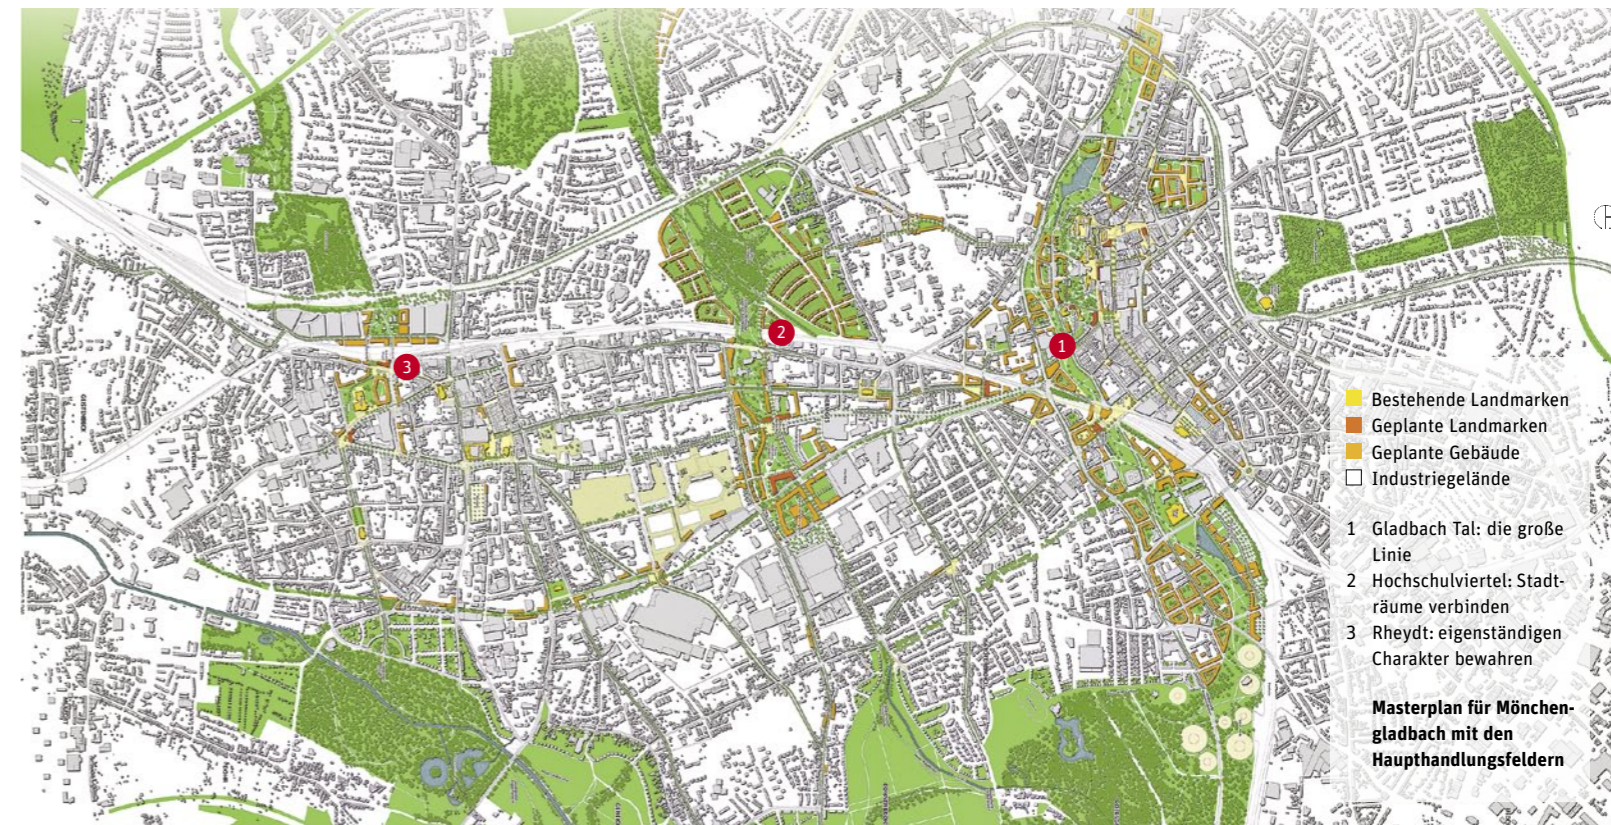 3
2
1
Bestehende Landmarken
Geplante Landmarken
Geplante Gebäude
Industriegelände
1 Gladbach Tal: die große
Linie
2 Hochschulviertel: Stadt-
räume verbinden
3 Rheydt: eigenständigen
Charakter bewahren
Masterplan für Mönchen-
gladbach mit den
Haupthandlungsfeldern